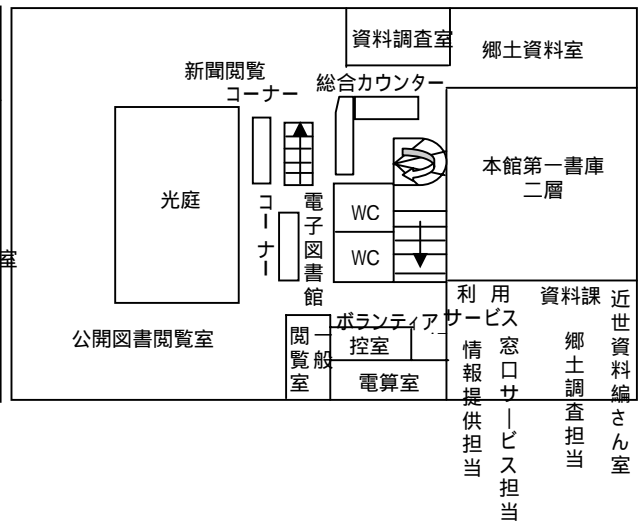 資料調査室
郷土資料室
新聞閲覧
コーナー
総合カウンター
本館第一書庫
二層
光庭
コーナー
電子図書館
WC
WC
室
公開図書閲覧室
一般
閲覧室
ボランティア
控室
電算室
利用
サービス
情報提供担当
窓口サービス担当
資料課
郷土調査担当
近世資料編さん室